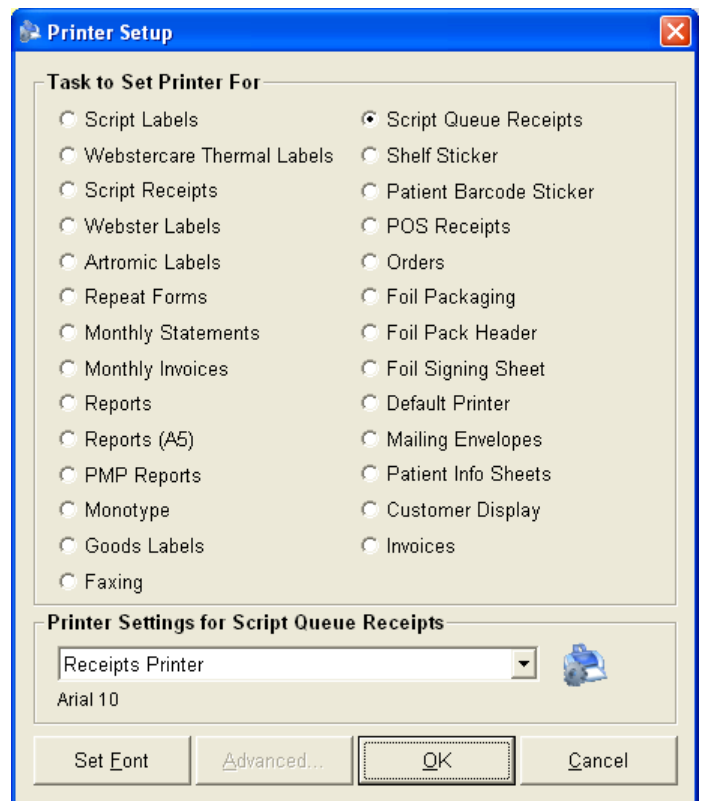 Printer Setup
Task to Set Printer For
Script Labels
Webstercare Thermal Labels
Script Receipts
Webster Labels
Artromic Labels
Repeat Forms
Monthly Statements
Monthly Invoices
Reports
Reports (A5)
PMP Reports
Monotype
Goods Labels
Faxing
Script Queue Receipts
Shelf Sticker
Patient Barcode Sticker
POS Receipts
Orders
Foil Packaging
Foil Pack Header
Foil Signing Sheet
Default Printer
Mailing Envelopes
Patient Info Sheets
Customer Display
Invoices
Printer Settings for Script Queue Receipts
Receipts Printer
Arial 10
Set Font
Advanced...
OK
Cancel